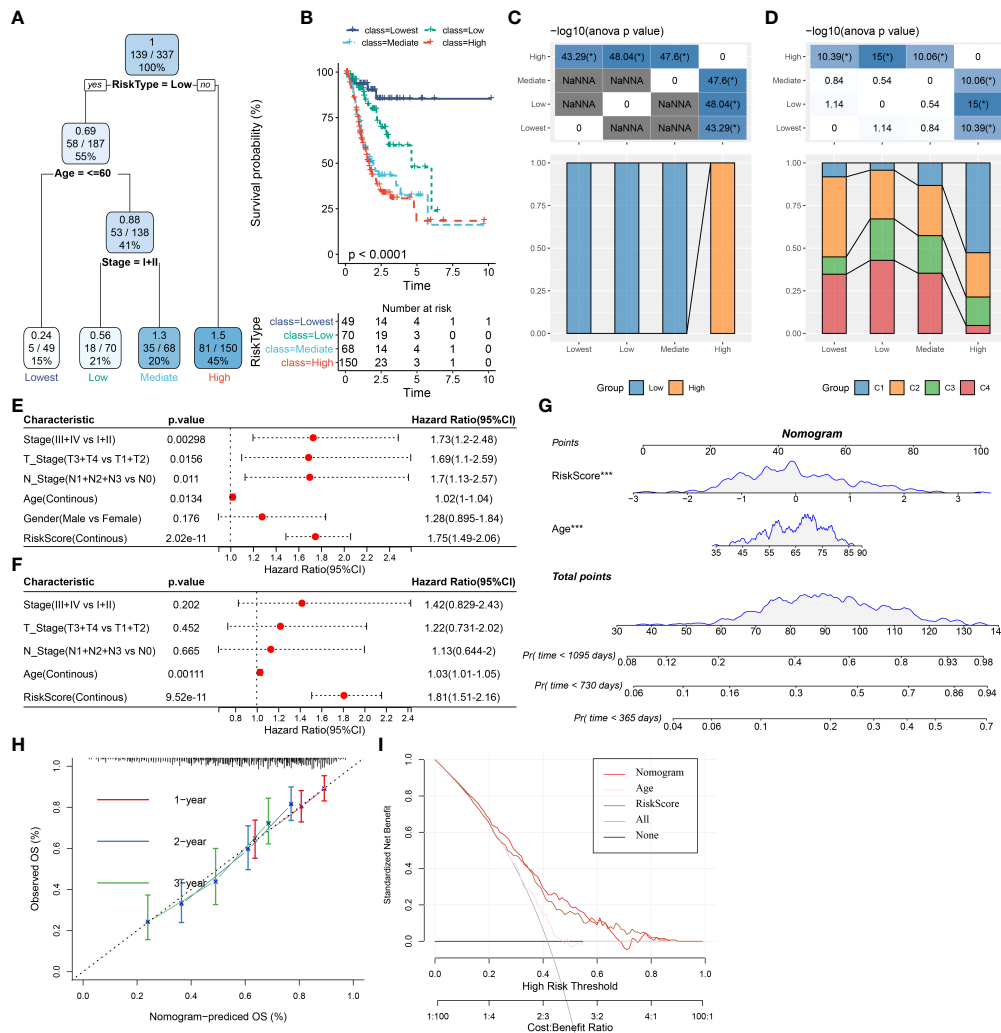 A
1
139 / 337
100%
yes RiskType = Low no
0.69
58 / 187
55%
Age = <=60
0.88
53 / 138
41%
Stage = I+II
0.24
5 / 49
15%
0.56
18 / 70
21%
1.3
35 / 68
20%
1.5
81 / 150
45%
Lowest Low Mediate High
B
class=Lowest class=Low
class=Mediate class=High
Survival probability (%)
100
75
50
25
0
p < 0.0001
0 2.5 5 7.5 10
Time
Number at risk
RiskType
class=Lowest 49 14 4 1 1
class=Low 70 19 3 0 0
class=Mediate 68 14 4 1 0
class=High 150 23 3 1 0
0 2.5 5 7.5 10
Time
C
−log10(anova p value)
High 43.29(*) 48.04(*) 47.6(*) 0
Mediate NaNNA NaNNA 0 47.6(*)
Low NaNNA 0 NaNNA 48.04(*)
Lowest 0 NaNNA NaNNA 43.29(*)
1.00
0.75
0.50
0.25
0.00
Lowest Low Mediate High
Group Low High
D
−log10(anova p value)
High 10.39(*) 15(*) 10.06(*) 0
Mediate 0.84 0.54 0 10.06(*)
Low 1.14 0 0.54 15(*)
Lowest 0 1.14 0.84 10.39(*)
1.00
0.75
0.50
0.25
0.00
Lowest Low Mediate High
Group C1 C2 C3 C4
E
Characteristic p.value Hazard Ratio(95%CI)
Stage(III+IV vs I+II) 0.00298 1.73(1.2-2.48)
T_Stage(T3+T4 vs T1+T2) 0.0156 1.69(1.1-2.59)
N_Stage(N1+N2+N3 vs N0) 0.011 1.7(1.13-2.57)
Age(Continous) 0.0134 1.02(1-1.04)
Gender(Male vs Female) 0.176 1.28(0.895-1.84)
RiskScore(Continous) 2.02e-11 1.75(1.49-2.06)
1.0 1.2 1.4 1.6 1.8 2.0 2.2 2.4
Hazard Ratio(95%CI)
F
Characteristic p.value Hazard Ratio(95%CI)
Stage(III+IV vs I+II) 0.202 1.42(0.829-2.43)
T_Stage(T3+T4 vs T1+T2) 0.452 1.22(0.731-2.02)
N_Stage(N1+N2+N3 vs N0) 0.665 1.13(0.644-2)
Age(Continous) 0.00111 1.03(1.01-1.05)
RiskScore(Continous) 9.52e-11 1.81(1.51-2.16)
0.8 1.0 1.2 1.4 1.6 1.8 2.0 2.2 2.4
Hazard Ratio(95%CI)
G
Nomogram
Points
0 20 40 60 80 100
RiskScore***
−3 −2 −1 0 1 2 3
Age***
35 45 55 65 75 8590
Total points
30 40 50 60 70 80 90 100 110 120 130 14
Pr( time < 1095 days)
0.08 0.12 0.2 0.4 0.6 0.8 0.93 0.98
Pr( time < 730 days)
0.06 0.1 0.16 0.3 0.5 0.7 0.86 0.94
Pr( time < 365 days)
0.04 0.06 0.1 0.2 0.3 0.4 0.5 0.7
H
Observed OS (%)
1.0
0.8
0.6
0.4
0.2
0.0
1-year
2-year
3-year
0.0 0.2 0.4 0.6 0.8 1.0
Nomogram-prediced OS (%)
I
Standardized Net Benefit
1.0
0.8
0.6
0.4
0.2
0.0
Nomogram
Age
RiskScore
All
None
0.0 0.2 0.4 0.6 0.8 1.0
High Risk Threshold
1:100 1:4 2:3 3:2 4:1 100:1
Cost:Benefit Ratio